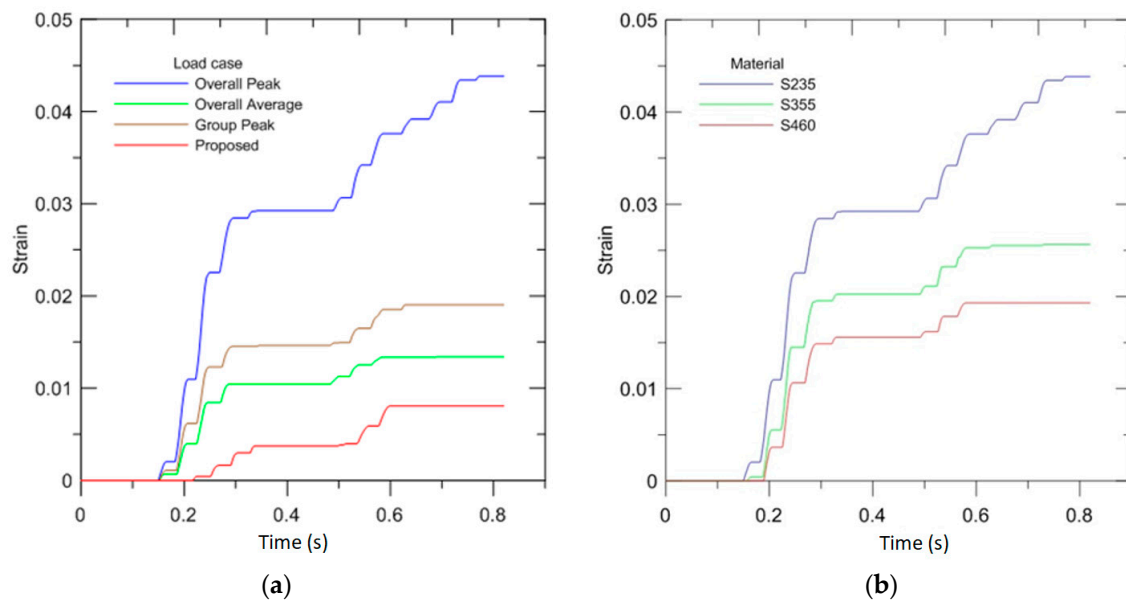 0.05
0.04
0.03
0.02
0.01
0
Strain
Load case
Overall Peak
Overall Average
Group Peak
Proposed
0 0.2 0.4 0.6 0.8
Time (s)
(a)
0.05
0.04
0.03
0.02
0.01
0
Strain
Material
S235
S355
S460
0 0.2 0.4 0.6 0.8
Time (s)
(b)